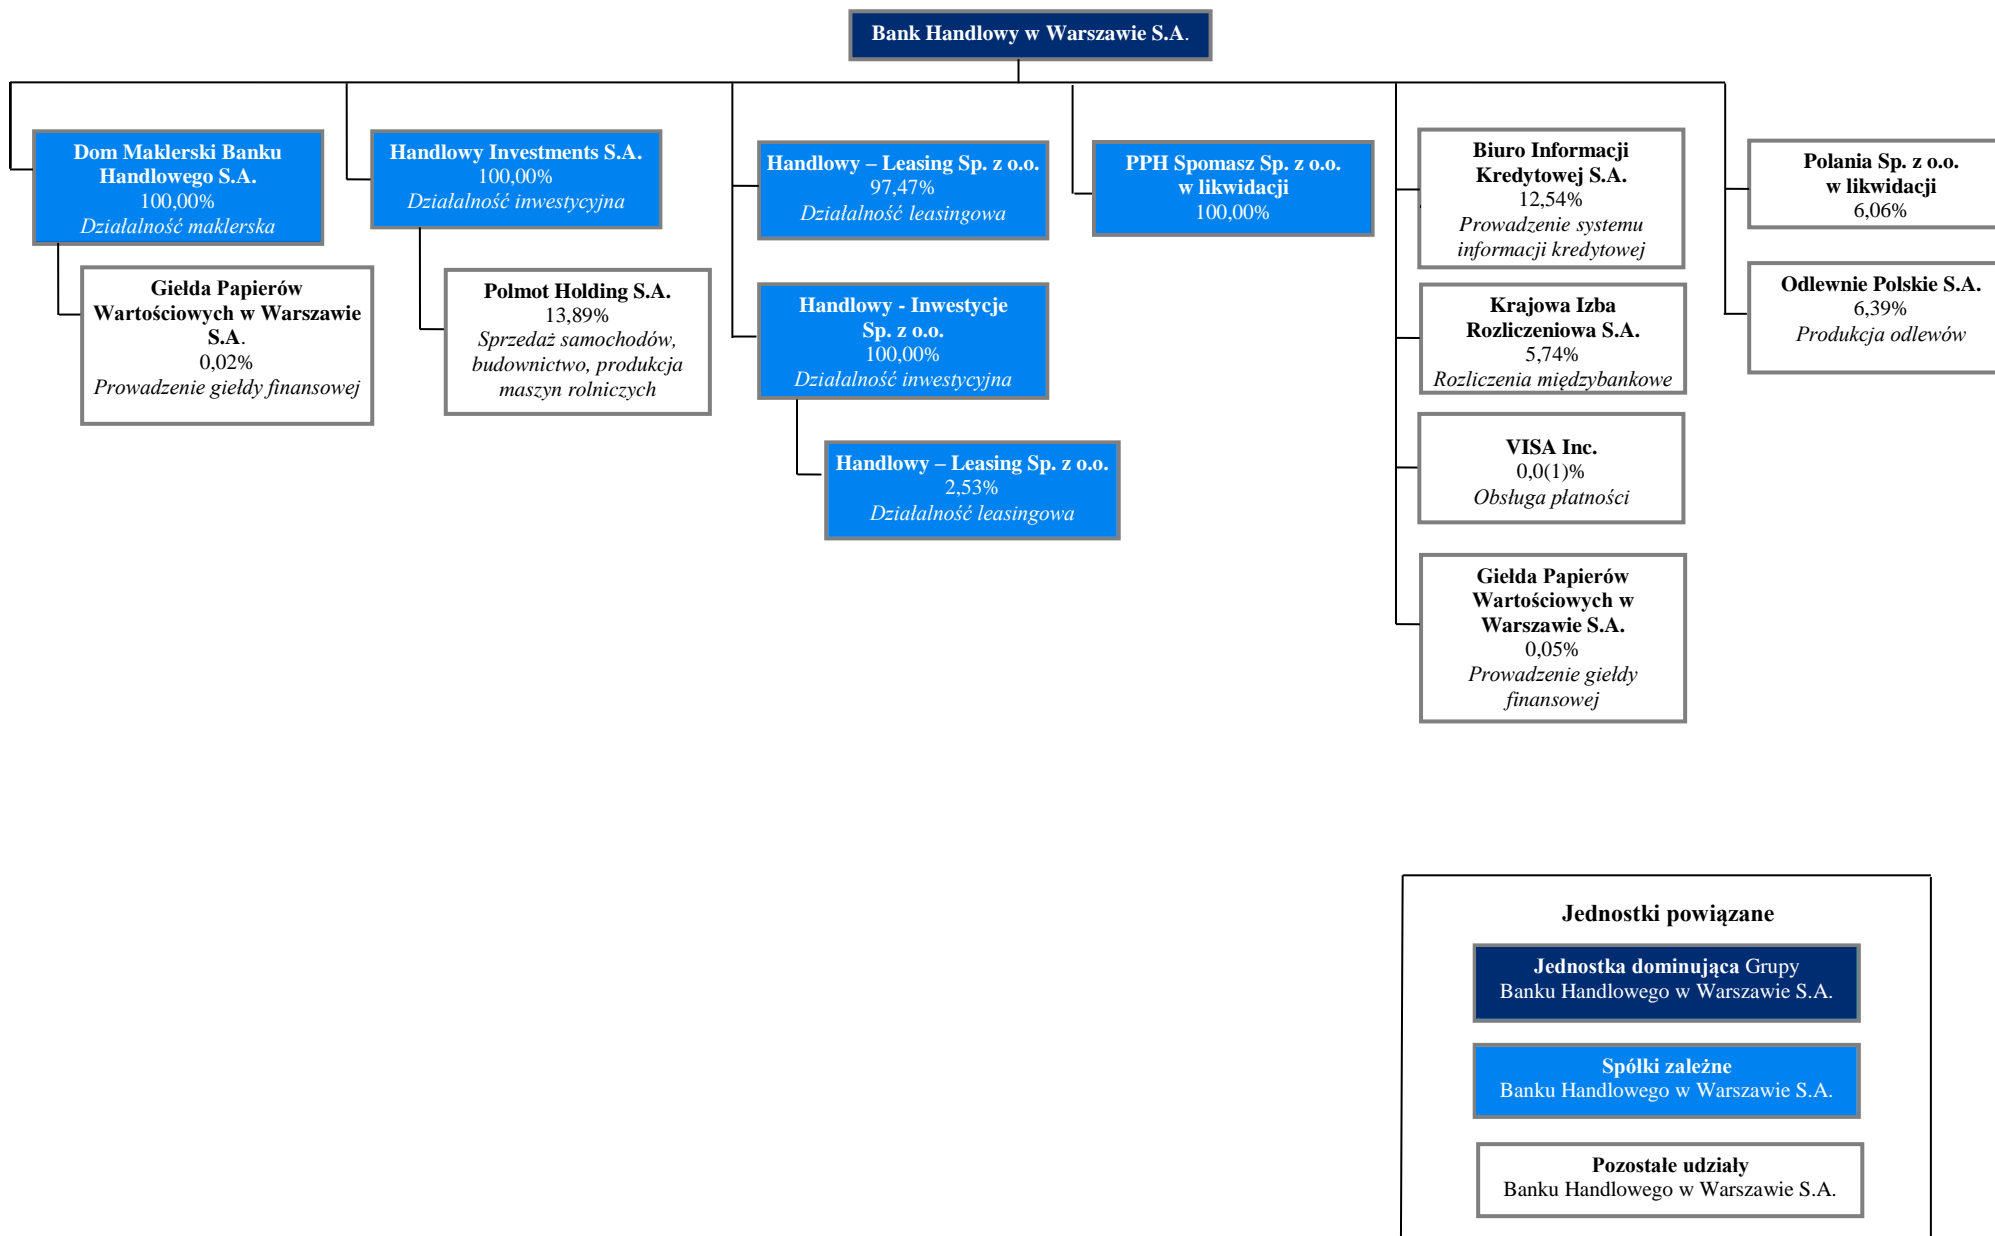 Bank Handlowy w Warszawie S.A.
Dom Maklerski Banku
Handlowego S.A.
100,00%
Działalność maklerska
Giełda Papierów
Wartościowych w Warszawie
S.A.
0,02%
Prowadzenie giełdy finansowej
Handlowy Investments S.A.
100,00%
Działalność inwestycyjna
Polmot Holding S.A.
13,89%
Sprzedaż samochodów,
budownictwo, produkcja
maszyn rolniczych
Handlowy – Leasing Sp. z o.o.
97,47%
Działalność leasingowa
Handlowy - Inwestycje
Sp. z o.o.
100,00%
Działalność inwestycyjna
Handlowy – Leasing Sp. z o.o.
2,53%
Działalność leasingowa
PPH Spomasz Sp. z o.o.
w likwidacji
100,00%
Biuro Informacji
Kredytowej S.A.
12,54%
Prowadzenie systemu
informacji kredytowej
Krajowa Izba
Rozliczeniowa S.A.
5,74%
Rozliczenia międzybankowe
VISA Inc.
0,0(1)%
Obsługa płatności
Giełda Papierów
Wartościowych w
Warszawie S.A.
0,05%
Prowadzenie giełdy
finansowej
Polania Sp. z o.o.
w likwidacji
6,06%
Odlewnie Polskie S.A.
6,39%
Produkcja odlewów
Jednostki powiązane
Jednostka dominująca Grupy
Banku Handlowego w Warszawie S.A.
Spółki zależne
Banku Handlowego w Warszawie S.A.
Pozostałe udziały
Banku Handlowego w Warszawie S.A.